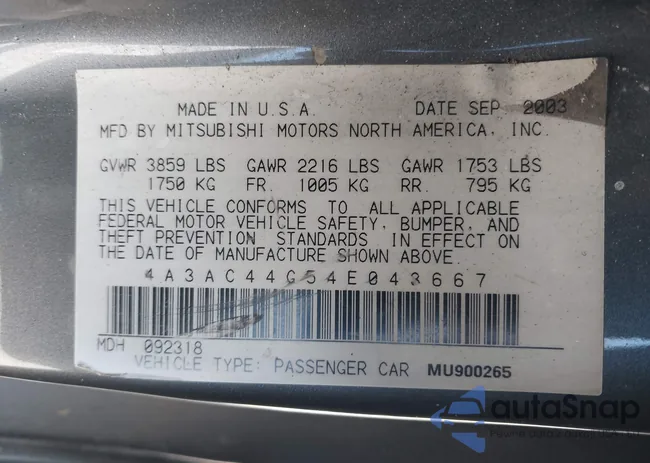 MADE IN U.S.A. DATE SEP 2003
MFD BY MITSUBISHI MOTORS NORTH AMERICA, INC.
GVWR 3859 LBS GAWR 2216 LBS GAWR 1753 LBS
1750 KG FR. 1005 KG RR. 795 KG
THIS VEHICLE CONFORMS TO ALL APPLICABLE
FEDERAL MOTOR VEHICLE SAFETY, BUMPER, AND
THEFT PREVENTION STANDARDS IN EFFECT ON
THE DATE OF MANUFACTURE SHOWN ABOVE.
4A3AC44G54E043667
MDH 092318
VEHICLE TYPE: PASSENGER CAR MU900265
autaSnap